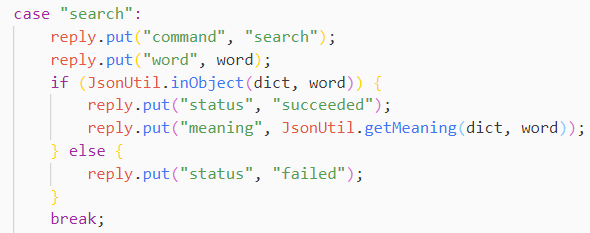 case "search":
    reply.put("command", "search");
    reply.put("word", word);
    if (JsonUtil.inObject(dict, word)) {
        reply.put("status", "succeeded");
        reply.put("meaning", JsonUtil.getMeaning(dict, word));
    } else {
        reply.put("status", "failed");
    }
    break;